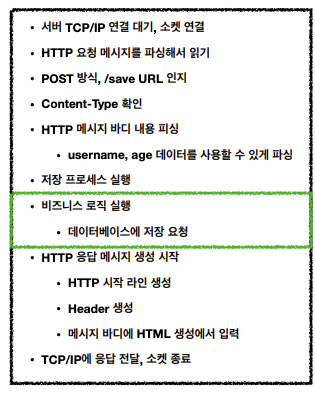 • 서버 TCP/IP 연결 대기, 소켓 연결
• HTTP 요청 메시지를 파싱해서 읽기
• POST 방식, /save URL 인지
• Content-Type 확인
• HTTP 메시지 바디 내용 피싱
• username, age 데이터를 사용할 수 있게 파싱
• 저장 프로세스 실행
• 비즈니스 로직 실행
• 데이터베이스에 저장 요청
• HTTP 응답 메시지 생성 시작
• HTTP 시작 라인 생성
• Header 생성
• 메시지 바디에 HTML 생성에서 입력
• TCP/IP에 응답 전달, 소켓 종료